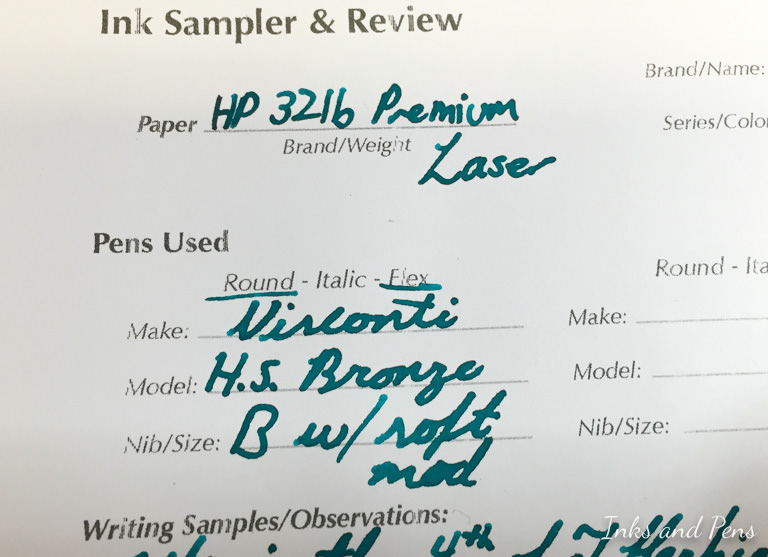 Ink Sampler & Review
Brand/Name:
Paper HP 32lb Premium
Series/Color
Brand/Weight
Laser
Pens Used
Round - Italic - Flex
Round - Ita
Make: Visconti
Make:
Model: H.S. Bronze
Model:
Nib/Size: B w/ soft
Nib/Size:
mod
Writing Samples/Observations:
4th of
Inks and Pens